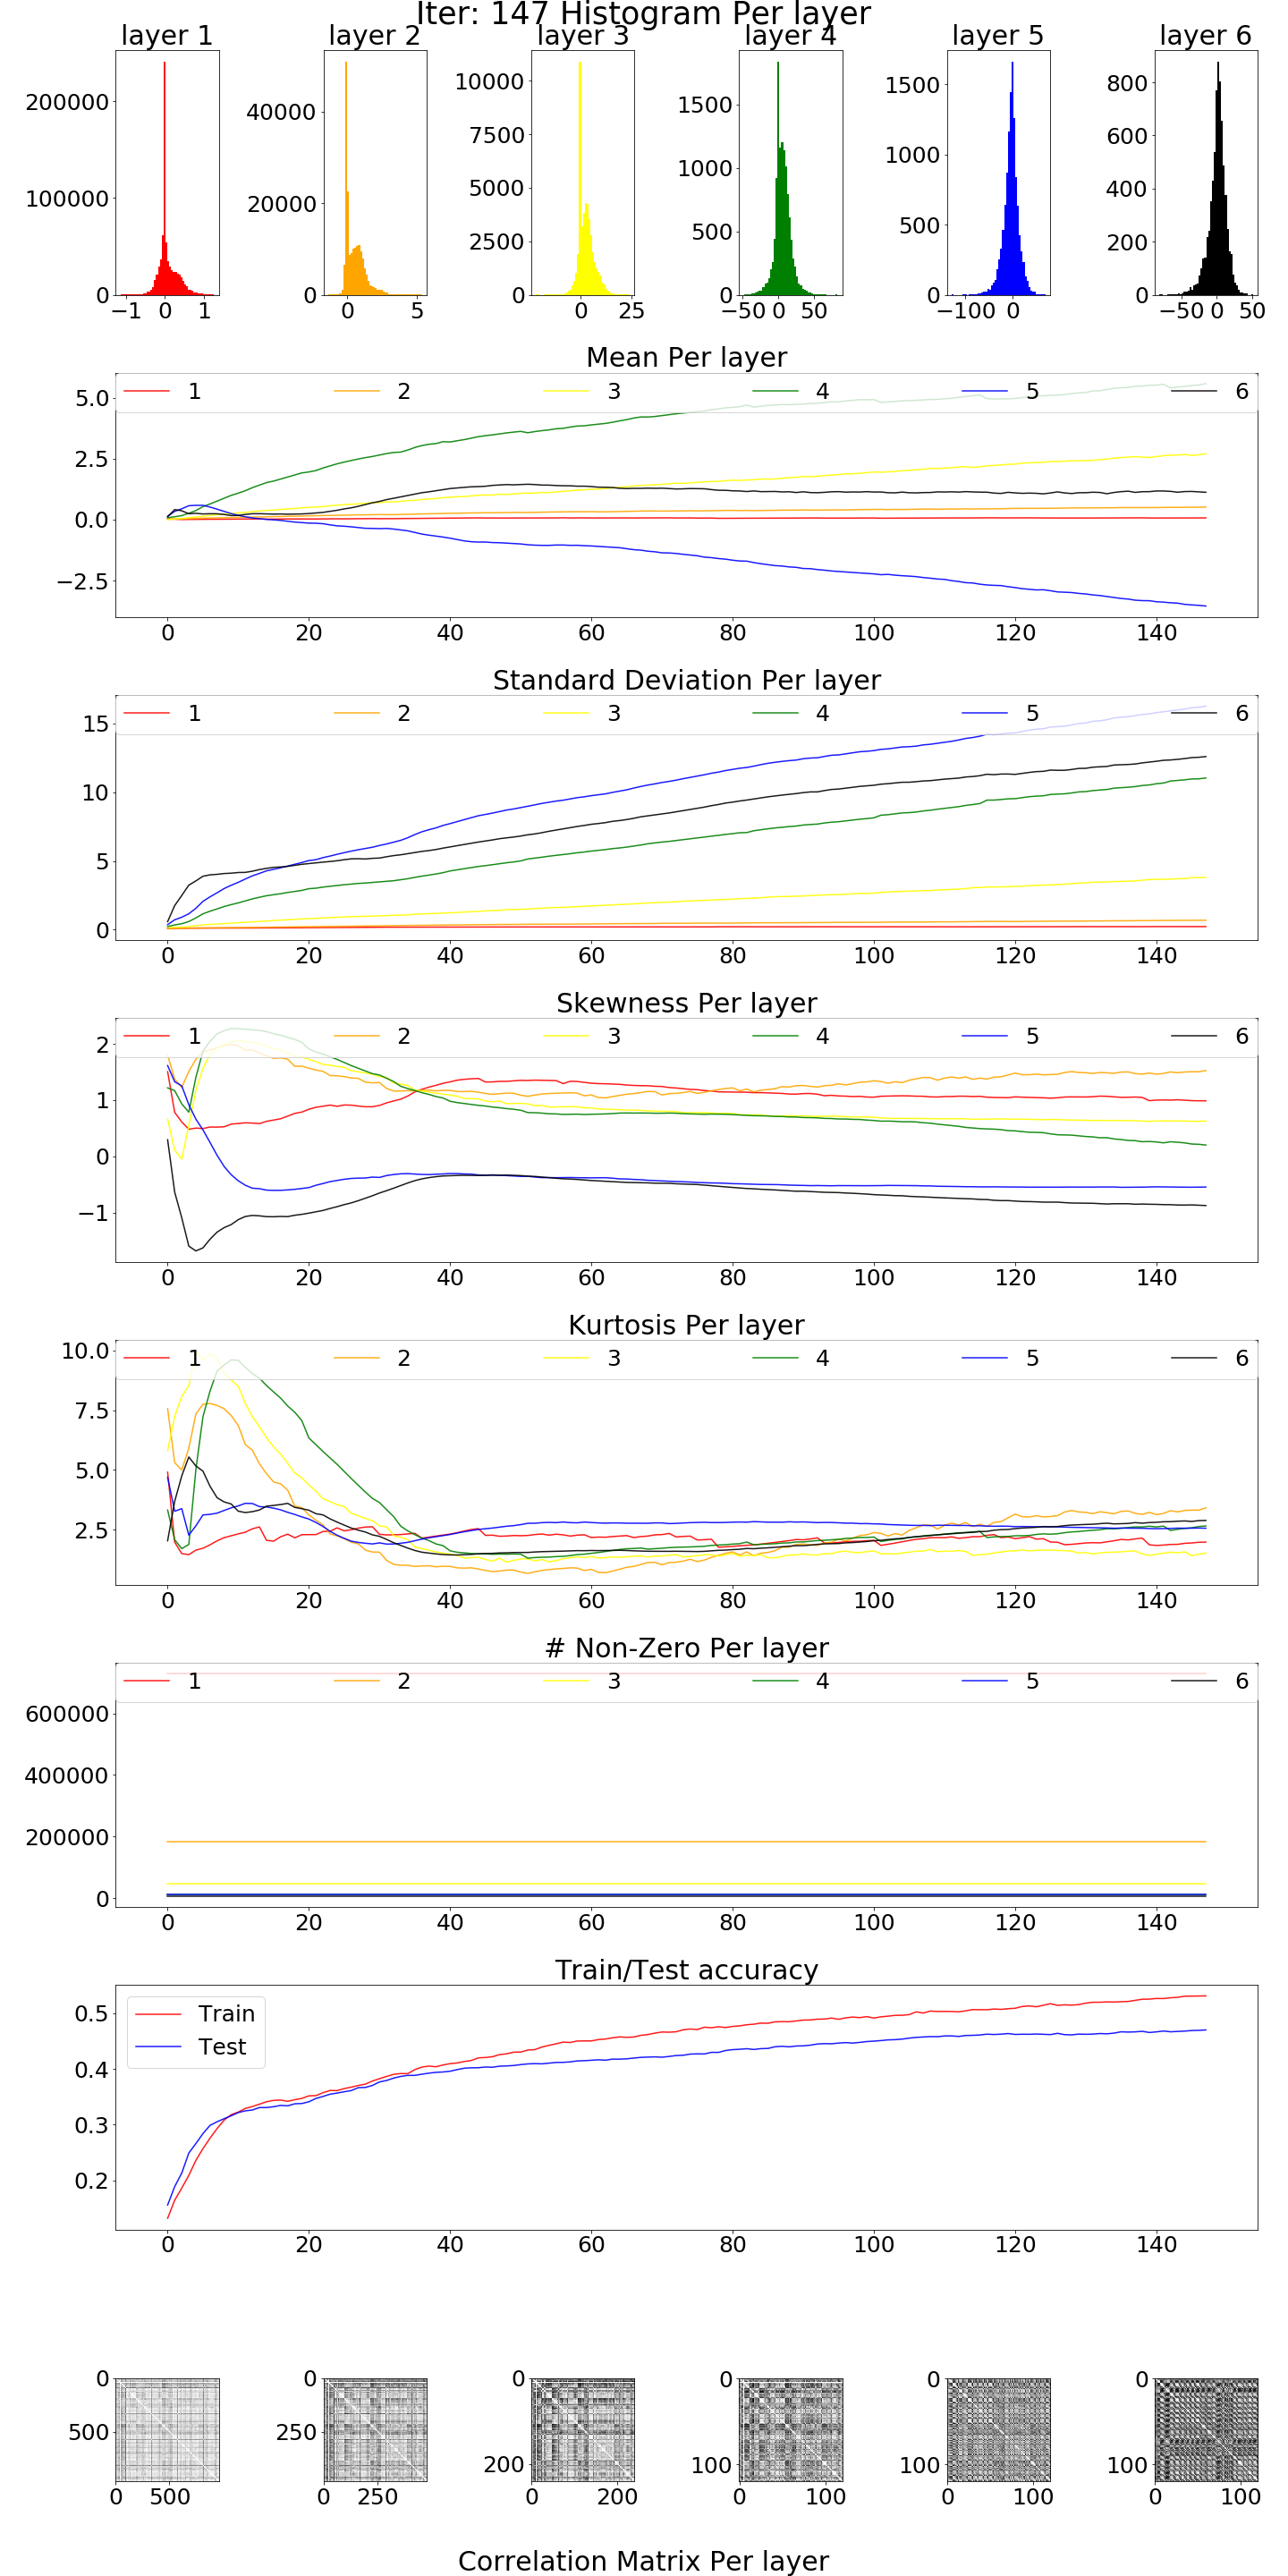 Iter: 147 Histogram Per layer
layer 1 layer 2 layer 3 layer 4 layer 5 layer 6
200000 100000 0
−1 0 1
40000 20000 0
0 5
10000 7500 5000 2500 0
0 25
1500 1000 500 0
−50 0 50
1500 1000 500 0
−100 0
800 600 400 200 0
−50 0 50
Mean Per layer
1 2 3 4 5 6
5.0
2.5
0.0
−2.5
0 20 40 60 80 100 120 140
Standard Deviation Per layer
1 2 3 4 5 6
15
10
5
0
0 20 40 60 80 100 120 140
Skewness Per layer
1 2 3 4 5 6
2
1
0
−1
0 20 40 60 80 100 120 140
Kurtosis Per layer
1 2 3 4 5 6
10.0
7.5
5.0
2.5
0 20 40 60 80 100 120 140
# Non-Zero Per layer
1 2 3 4 5 6
600000
400000
200000
0
0 20 40 60 80 100 120 140
Train/Test accuracy
Train
Test
0.5
0.4
0.3
0.2
0 20 40 60 80 100 120 140
0 500
0 500
0 250
0 250
0 200
0 200
0 100
0 100
0 100
0 100
0 100
0 100
Correlation Matrix Per layer